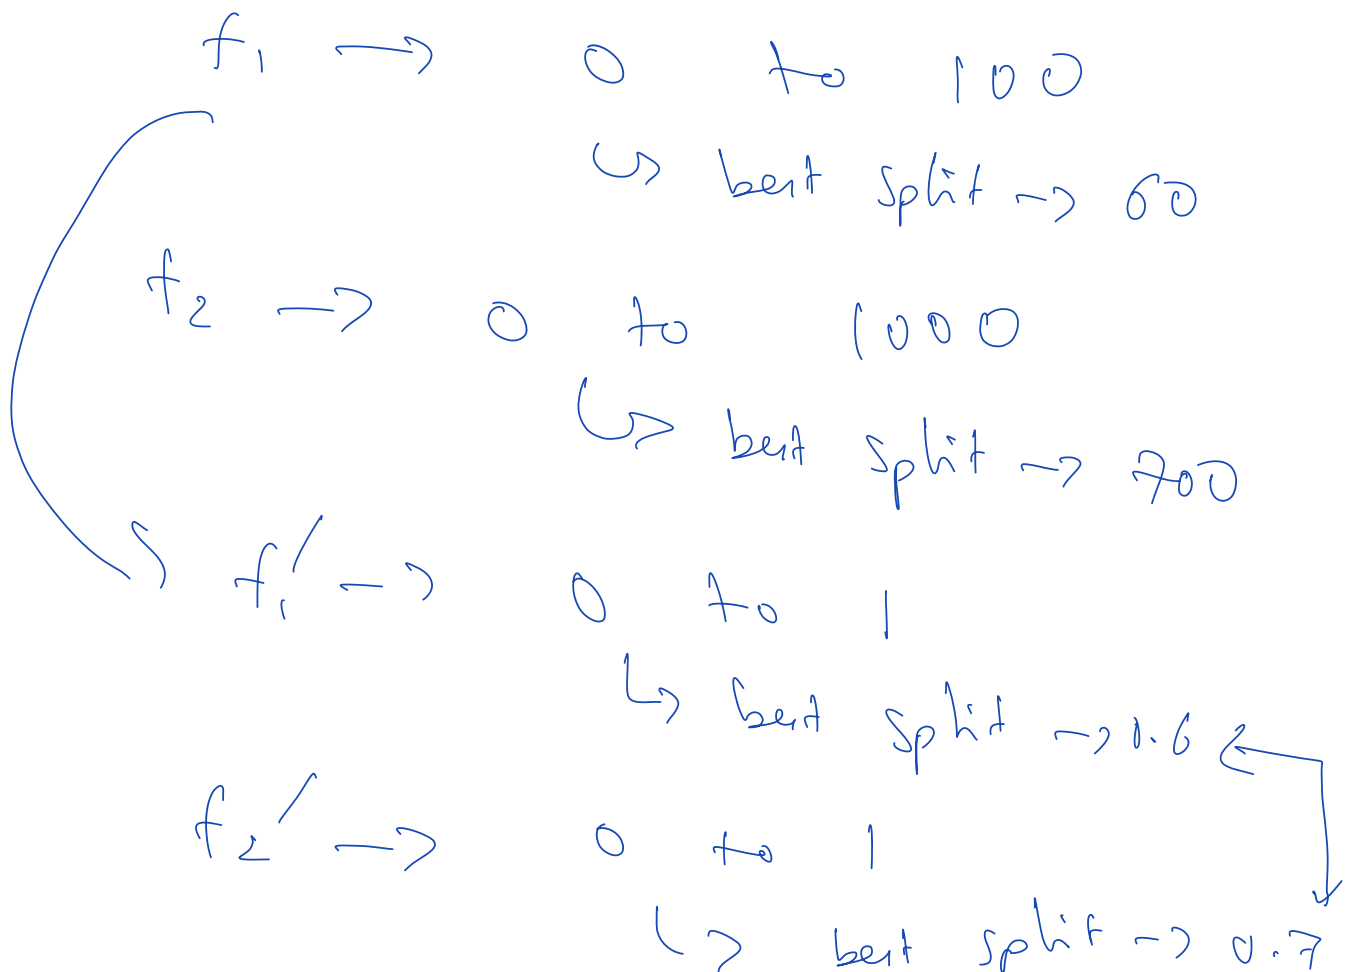 f₁ → 0 to 100
↳ best split → 60
f₂ → 0 to 1000
↳ best split → 700
f₁' → 0 to 1
↳ best split → 0.6
f₂' → 0 to 1
↳ best split → 0.7